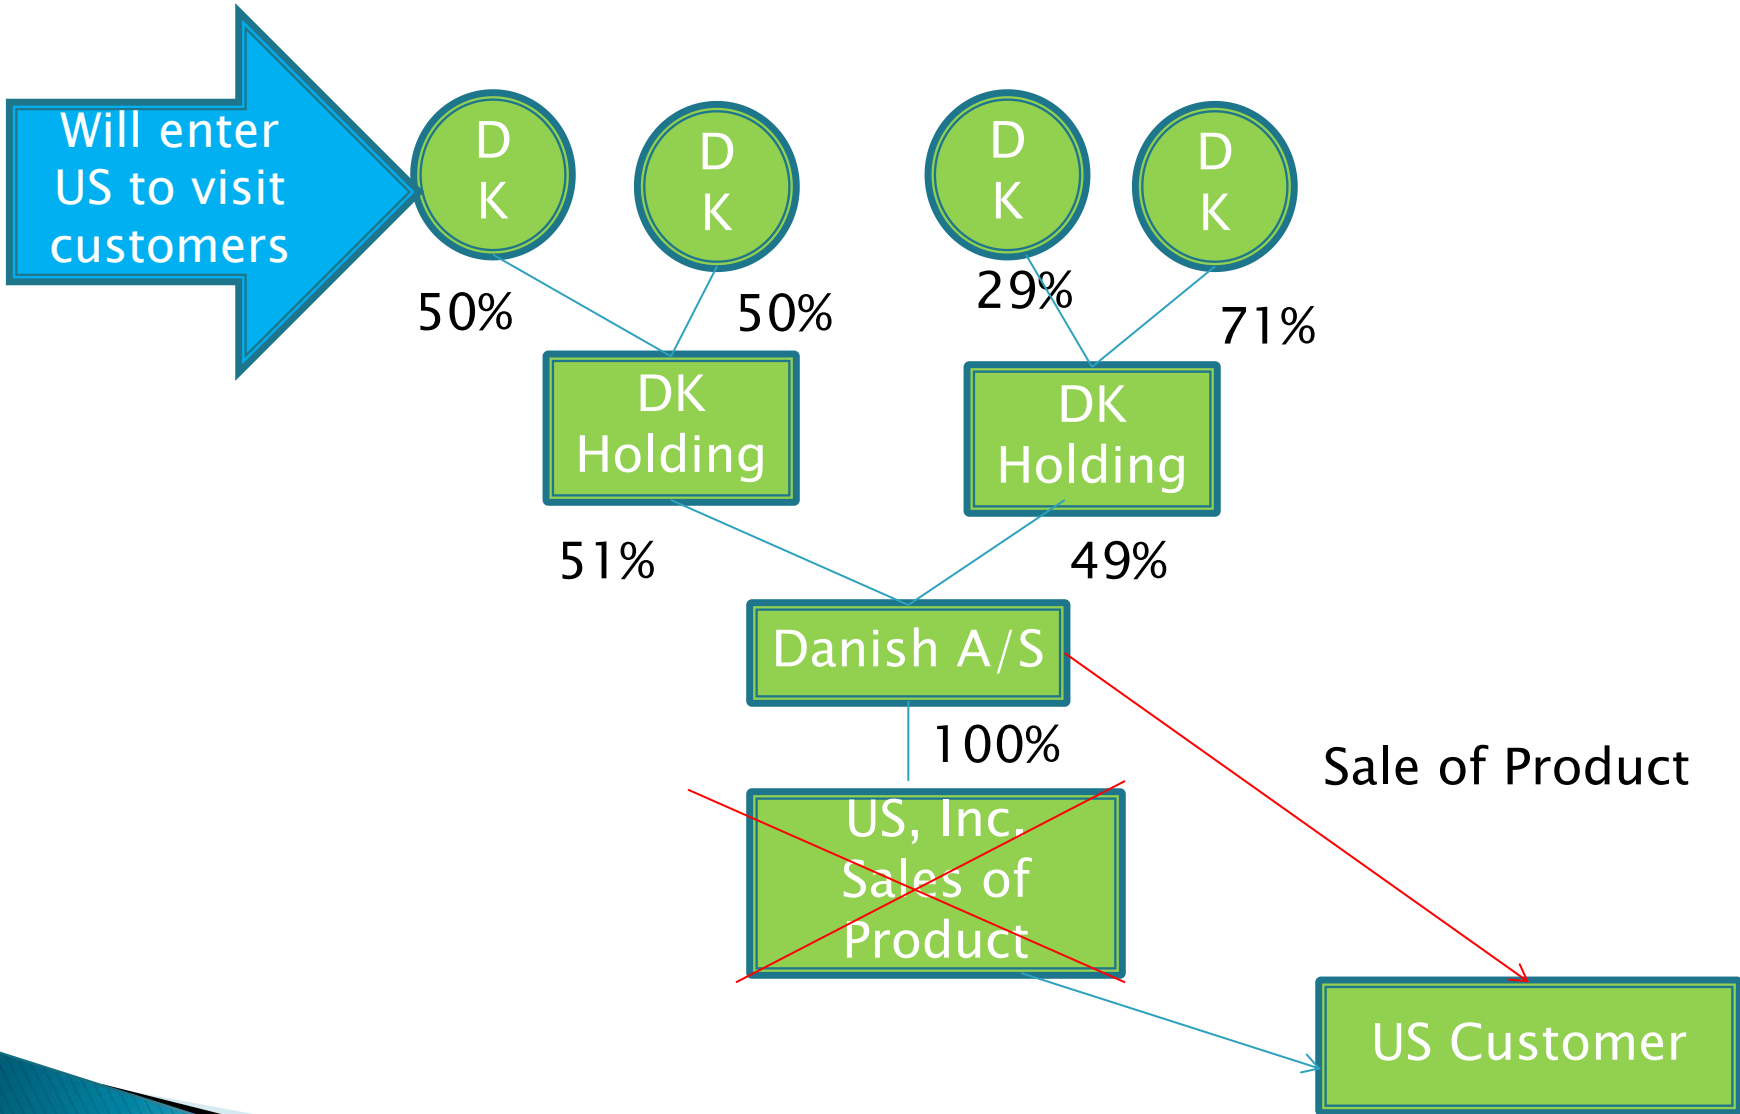 Will enter
US to visit
customers
D
K
D
K
D
K
D
K
50%
50%
29%
71%
DK
Holding
DK
Holding
51%
49%
Danish A/S
100%
Sale of Product
US, Inc.
Sales of
Product
US Customer